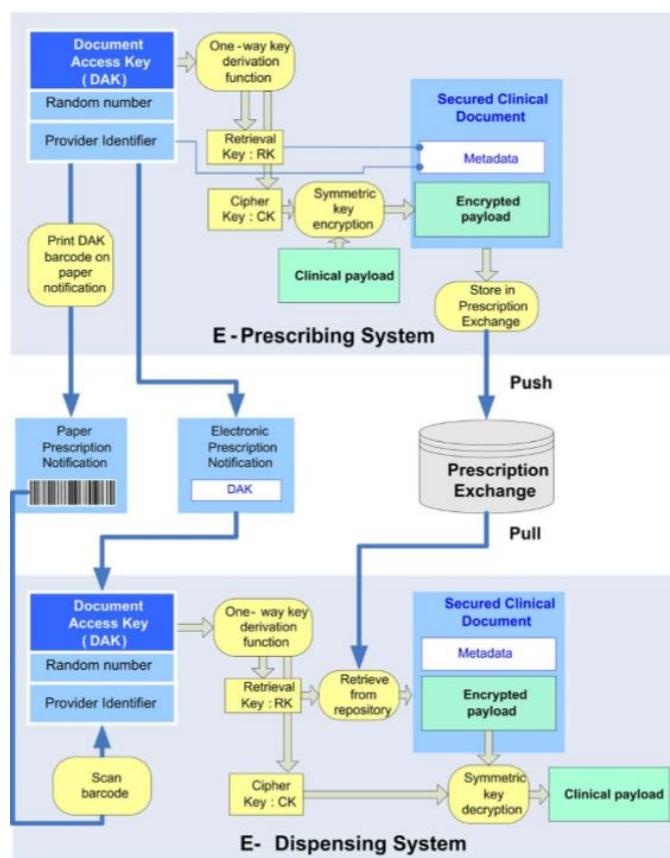 Document
Access Key
( DAK)
Random number
Provider Identifier
One - way key
derivation
function
Retrieval
Key : RK
Cipher
Key : CK
Symmetric
key
encryption
Clinical payload
Secured Clinical
Document
Metadata
Encrypted
payload
Print DAK
barcode on
paper
notification
Store in
Prescription
Exchange
E - Prescribing System
Push
Paper
Prescription
Notification
Electronic
Prescription
Notification
DAK
Prescription
Exchange
Pull
Document
Access Key
( DAK)
Random number
Provider Identifier
One- way key
derivation
function
Retrieval
Key : RK
Retrieve
from
repository
Secured Clinical
Document
Metadata
Encrypted
payload
Scan
barcode
Cipher
Key : CK
Symmetric
key
decryption
Clinical payload
E- Dispensing System